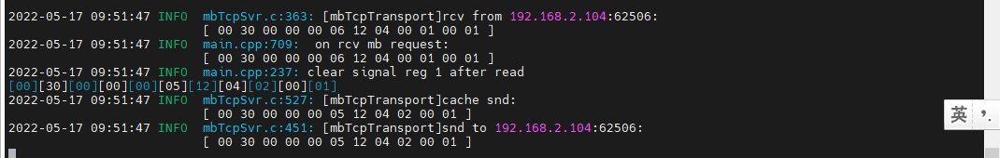 2022-05-17 09:51:47 INFO  mbTcpSvr.c:363: [mbTcpTransport]rcv from 192.168.2.104:62506:
[ 00 30 00 00 00 06 12 04 00 01 00 01 ]
2022-05-17 09:51:47 INFO  main.cpp:709:  on rcv mb request:
[ 00 30 00 00 00 06 12 04 00 01 00 01 ]
2022-05-17 09:51:47 INFO  main.cpp:237: clear signal reg 1 after read
[00][30][00][00][00][05][12][04][02][00][01]
2022-05-17 09:51:47 INFO  mbTcpSvr.c:527: [mbTcpTransport]cache snd:
[ 00 30 00 00 00 05 12 04 02 00 01 ]
2022-05-17 09:51:47 INFO  mbTcpSvr.c:451: [mbTcpTransport]snd to 192.168.2.104:62506:
[ 00 30 00 00 00 05 12 04 02 00 01 ]
英